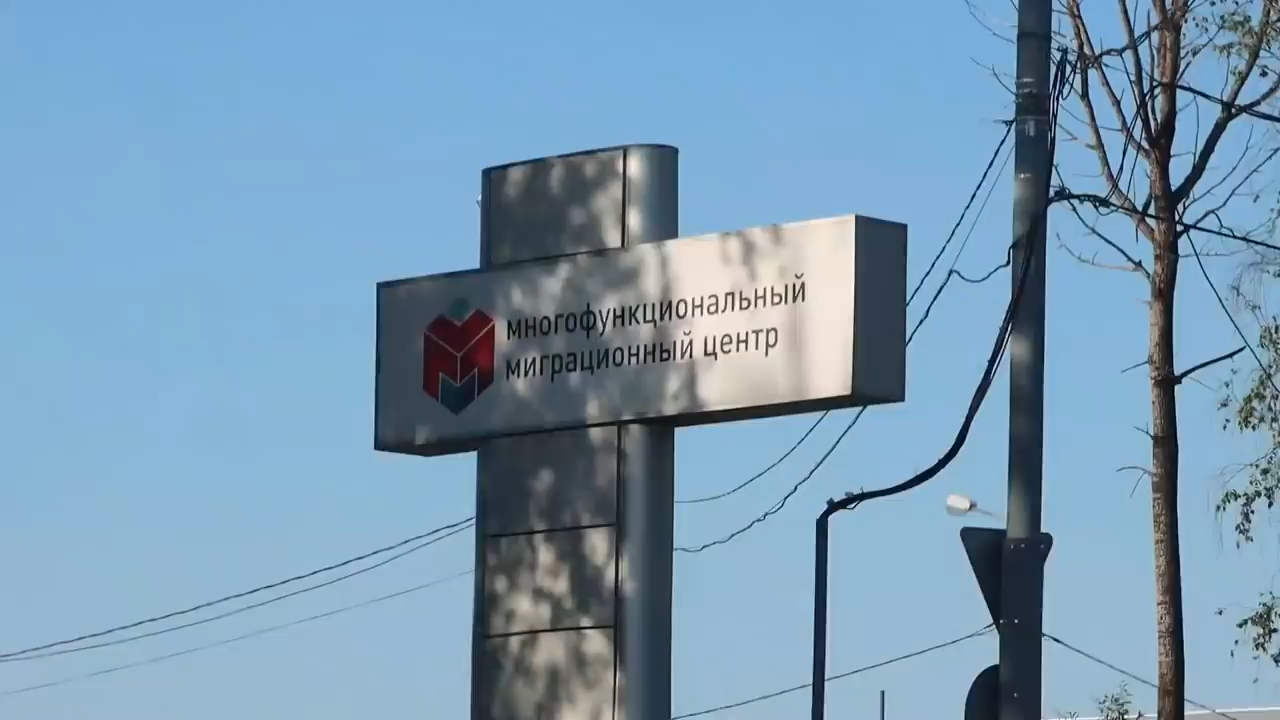 многофункциональный
миграционный центр